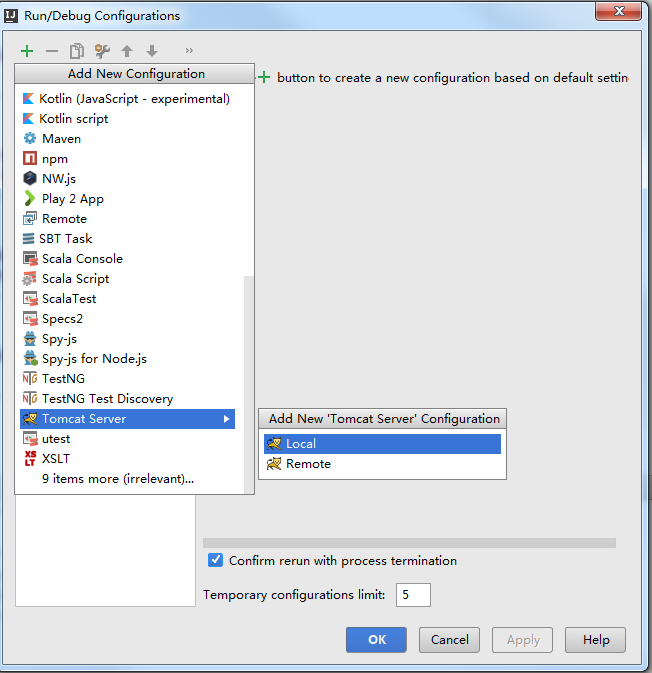 Run/Debug Configurations
Add New Configuration
button to create a new configuration based on default settin
Kotlin (JavaScript - experimental)
Kotlin script
Maven
npm
NW.js
Play 2 App
Remote
SBT Task
Scala Console
Scala Script
ScalaTest
Specs2
Spy-js
Spy-js for Node.js
TestNG
TestNG Test Discovery
Tomcat Server
utest
XSLT
9 items more (irrelevant)...
Add New 'Tomcat Server' Configuration
Local
Remote
Confirm rerun with process termination
Temporary configurations limit: 5
OK Cancel Apply Help